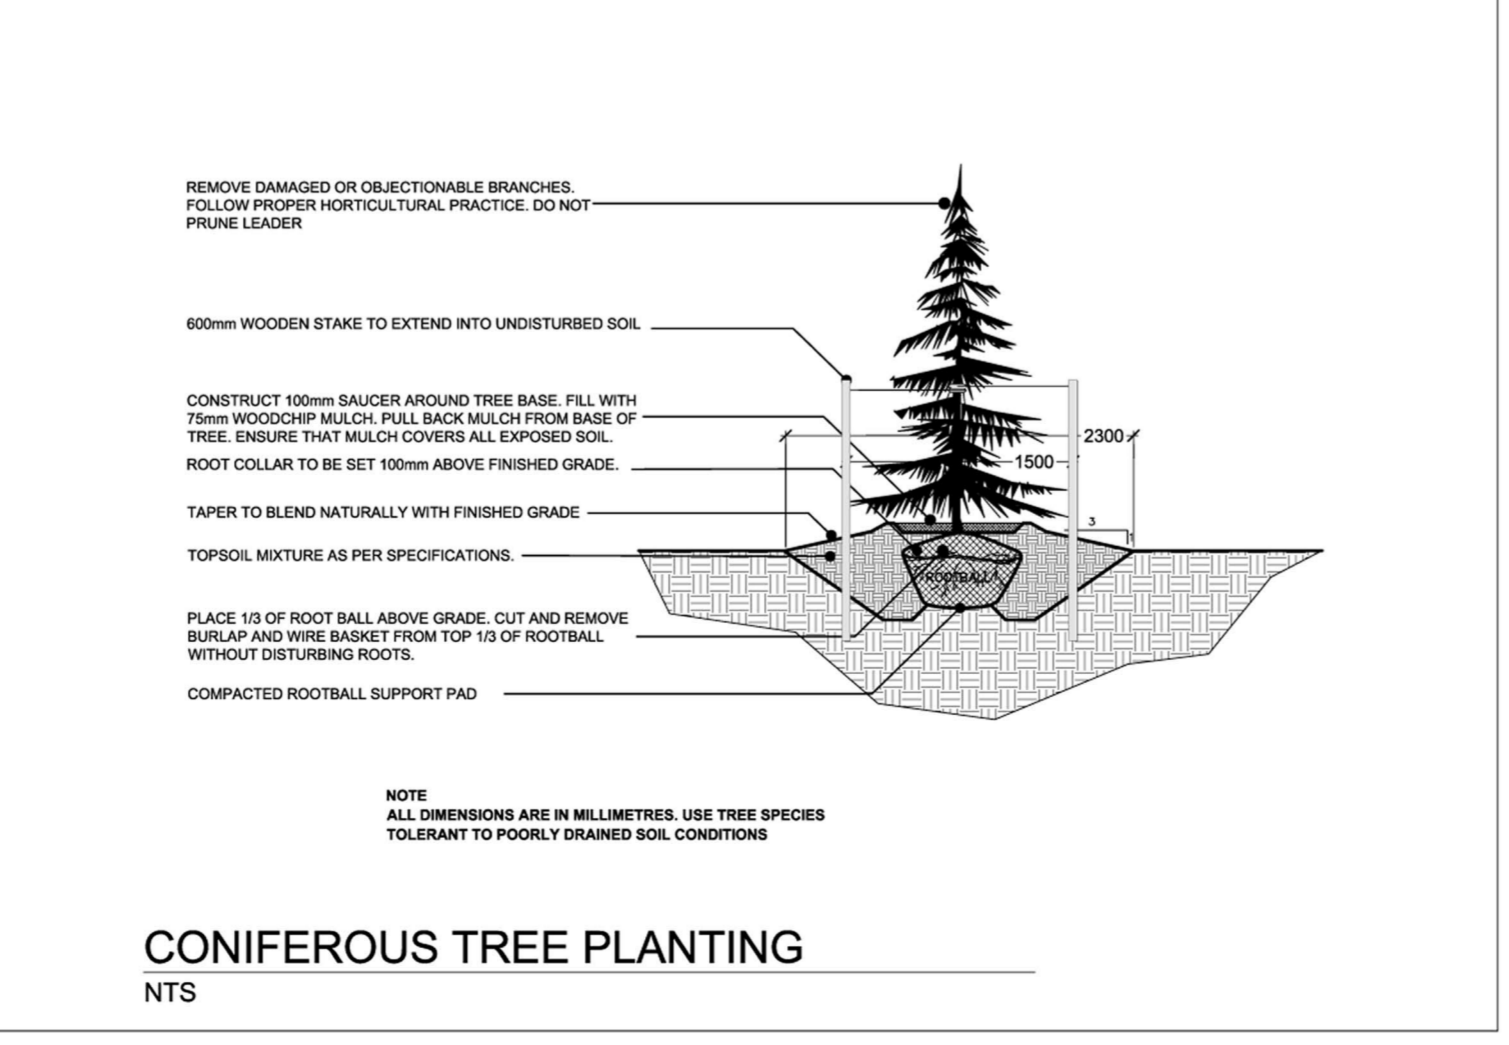 REMOVE DAMAGED OR OBJECTIONABLE BRANCHES.
FOLLOW PROPER HORTICULTURAL PRACTICE. DO NOT
PRUNE LEADER
600mm WOODEN STAKE TO EXTEND INTO UNDISTURBED SOIL
CONSTRUCT 100mm SAUCER AROUND TREE BASE. FILL WITH
75mm WOODCHIP MULCH. PULL BACK MULCH FROM BASE OF
TREE. ENSURE THAT MULCH COVERS ALL EXPOSED SOIL.
2300
1500
ROOT COLLAR TO BE SET 100mm ABOVE FINISHED GRADE.
TAPER TO BLEND NATURALLY WITH FINISHED GRADE
3
1
TOPSOIL MIXTURE AS PER SPECIFICATIONS.
ROOTBALL
PLACE 1/3 OF ROOT BALL ABOVE GRADE. CUT AND REMOVE
BURLAP AND WIRE BASKET FROM TOP 1/3 OF ROOTBALL
WITHOUT DISTURBING ROOTS.
COMPACTED ROOTBALL SUPPORT PAD
NOTE
ALL DIMENSIONS ARE IN MILLIMETRES. USE TREE SPECIES
TOLERANT TO POORLY DRAINED SOIL CONDITIONS
CONIFEROUS TREE PLANTING
NTS